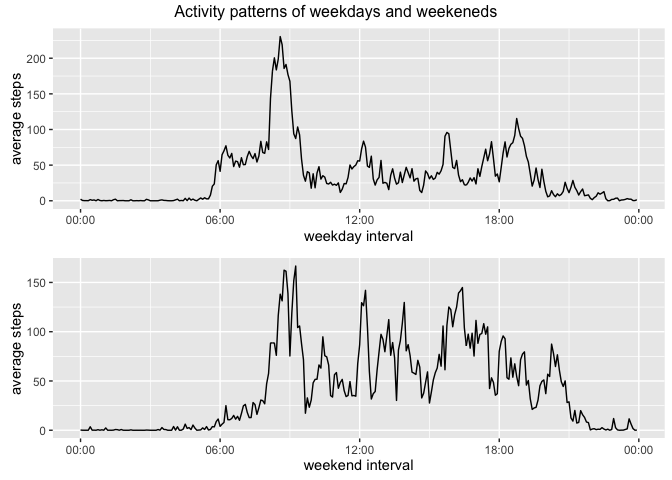 Activity patterns of weekdays and weekeneds
average steps
200
150
100
50
0
00:00 06:00 12:00 18:00 00:00
weekday interval
average steps
150
100
50
0
00:00 06:00 12:00 18:00 00:00
weekend interval